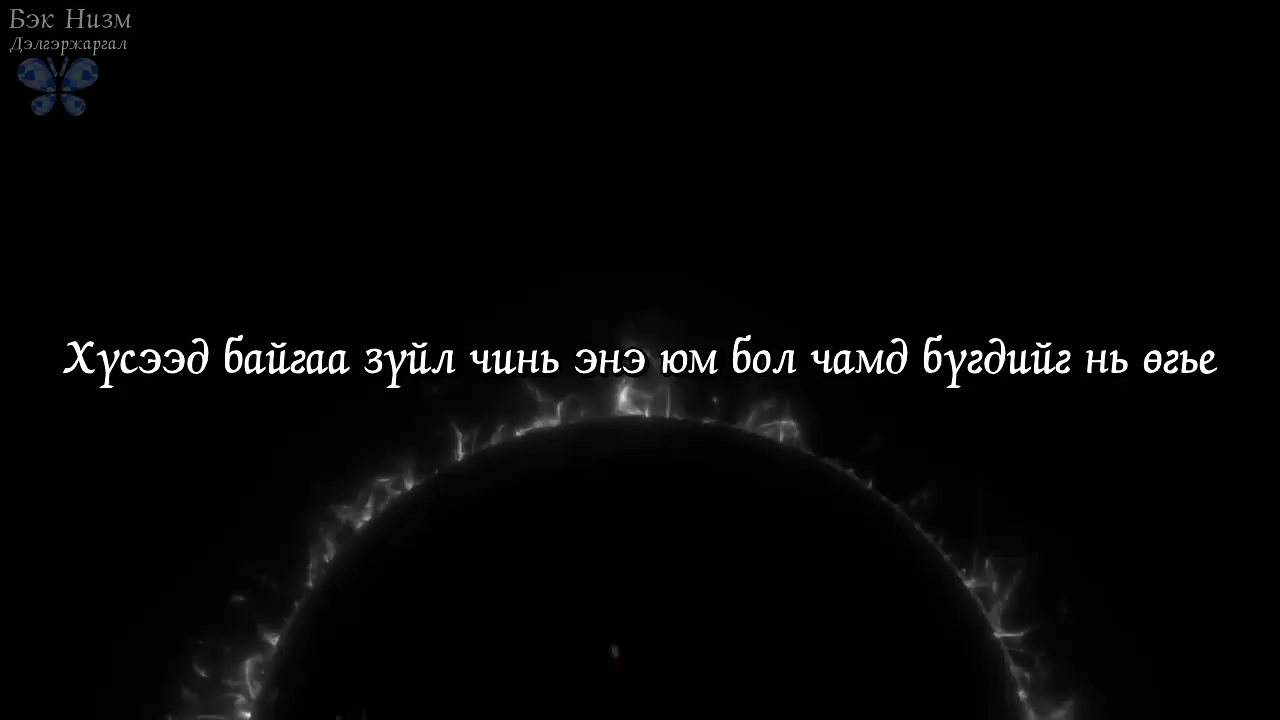 Бэк Низм
Дэлгэржаргал
Хүсээд байгаа зүйл чинь энэ юм бол чамд бүгдийг нь өгье